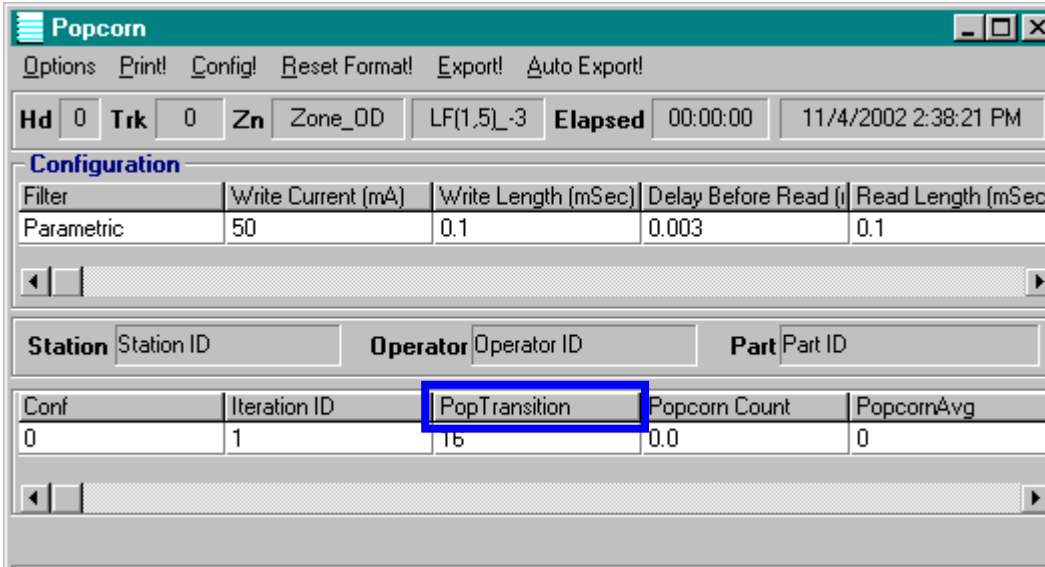 Popcorn
Options Print! Config! Reset Format! Export! Auto Export!
Hd 0 Trk 0 Zn Zone_OD LF(1,5)_-3 Elapsed 00:00:00 11/4/2002 2:38:21 PM
Configuration
Filter Write Current (mA) Write Length (mSec) Delay Before Read (i Read Length (mSec
Parametric 50 0.1 0.003 0.1
Station Station ID Operator Operator ID Part Part ID
Conf Iteration ID PopTransition Popcorn Count PopcornAvg
0 1 16 0.0 0